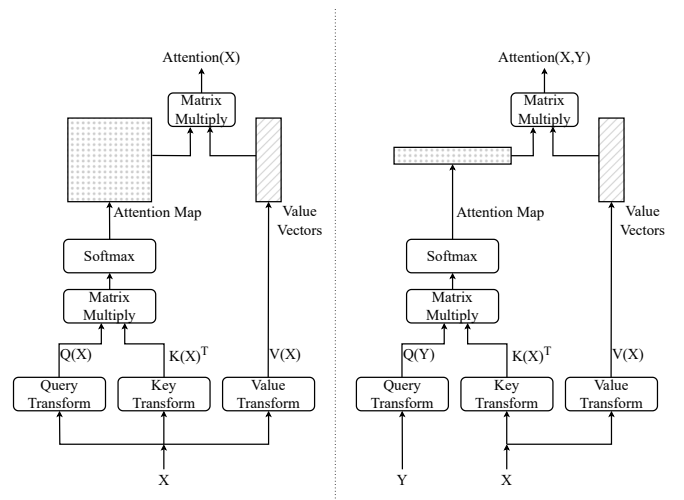 Attention(X)
Matrix
Multiply
Attention Map
Value
Vectors
Softmax
Matrix
Multiply
Q(X)
K(X)^T
V(X)
Query
Transform
Key
Transform
Value
Transform
X
Attention(X,Y)
Matrix
Multiply
Attention Map
Value
Vectors
Softmax
Matrix
Multiply
Q(Y)
K(X)^T
V(X)
Query
Transform
Key
Transform
Value
Transform
Y
X